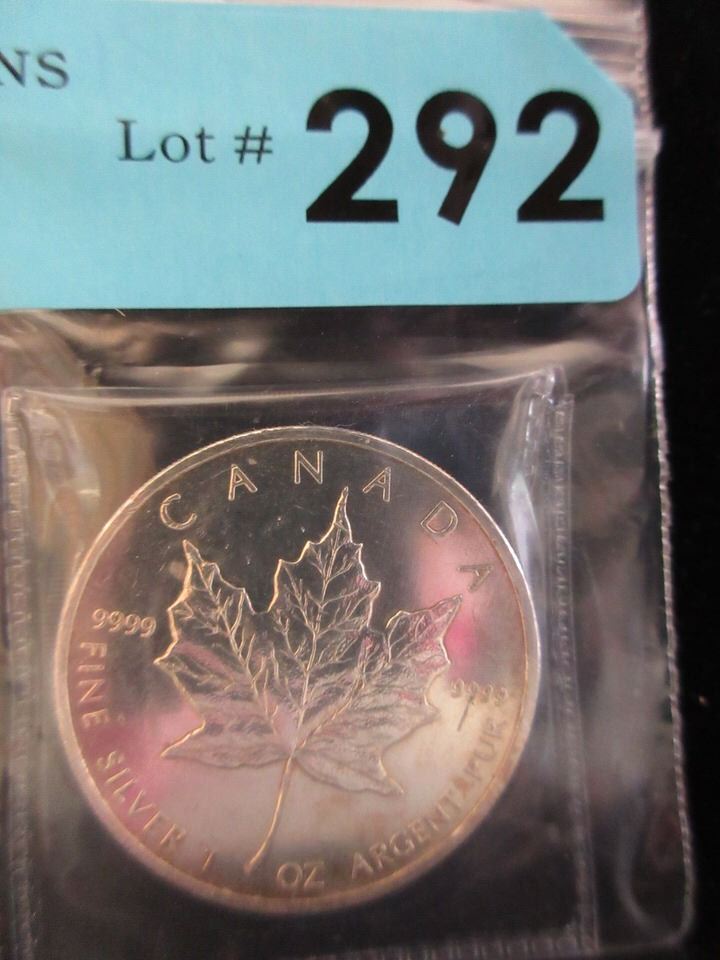 NS
Lot # 292
CANADA
9999
9999
FINE SILVER 1 OZ ARGENT PUR